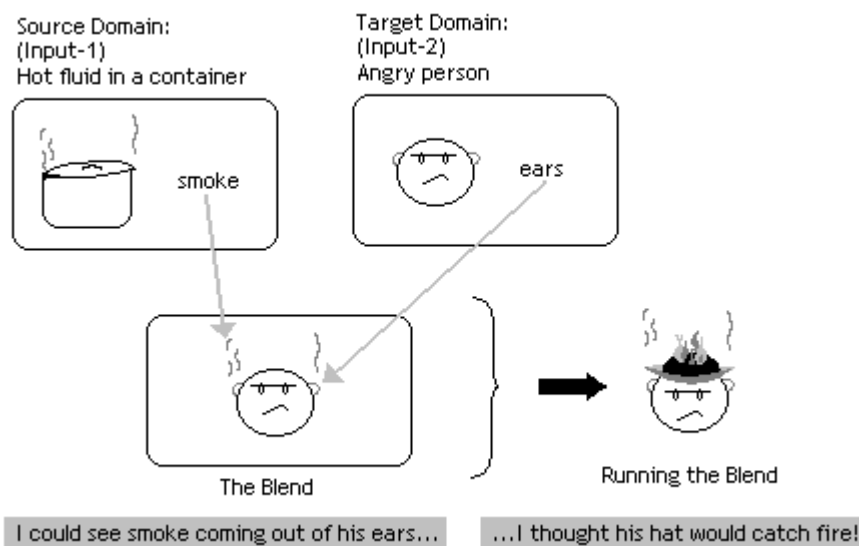 Source Domain:
(Input-1)
Hot fluid in a container
Target Domain:
(Input-2)
Angry person
smoke
ears
The Blend
Running the Blend
I could see smoke coming out of his ears...
...I thought his hat would catch fire!